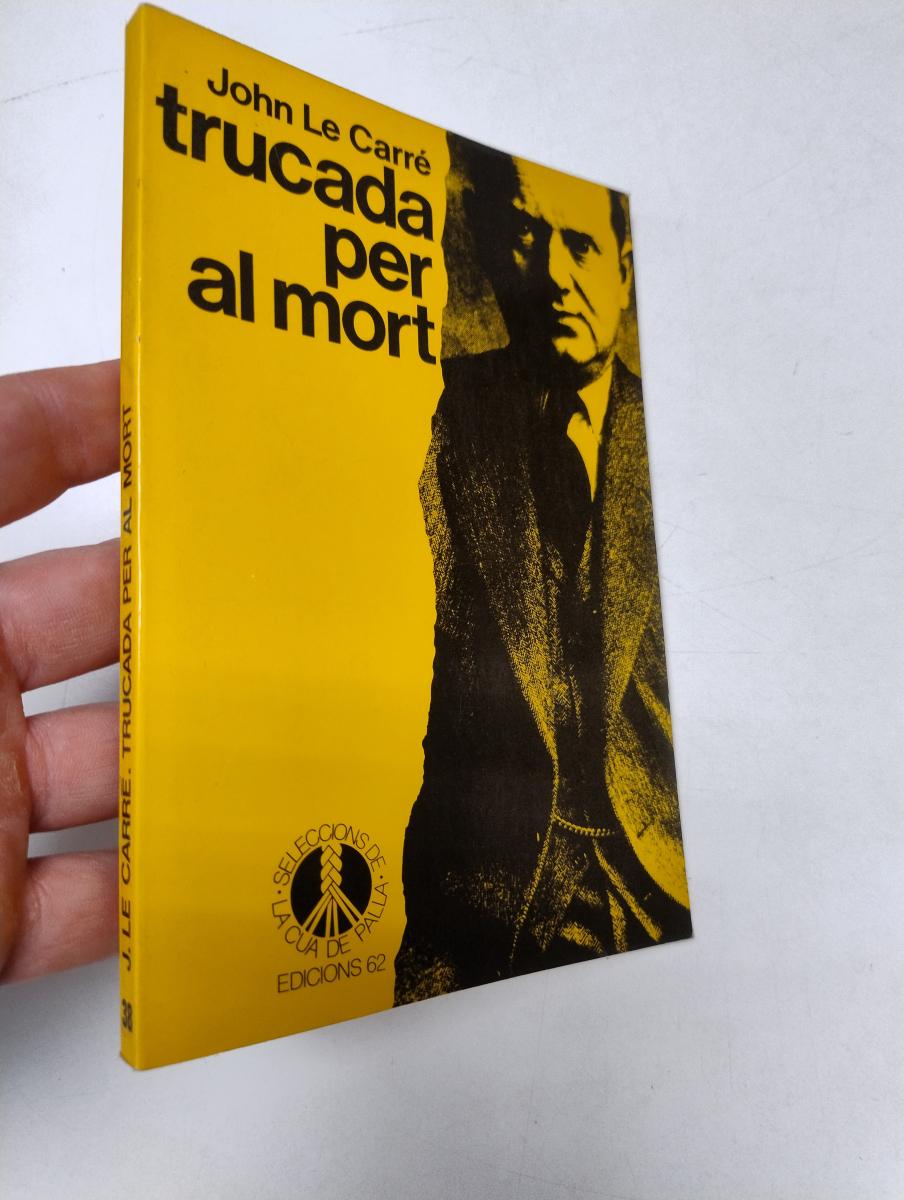 John Le Carré
trucada
per
al mort
· SELECCIONS DE ·
LA CUA DE PALLA
EDICIONS 62
38 J. LE CARRE. TRUCADA PER AL MORT